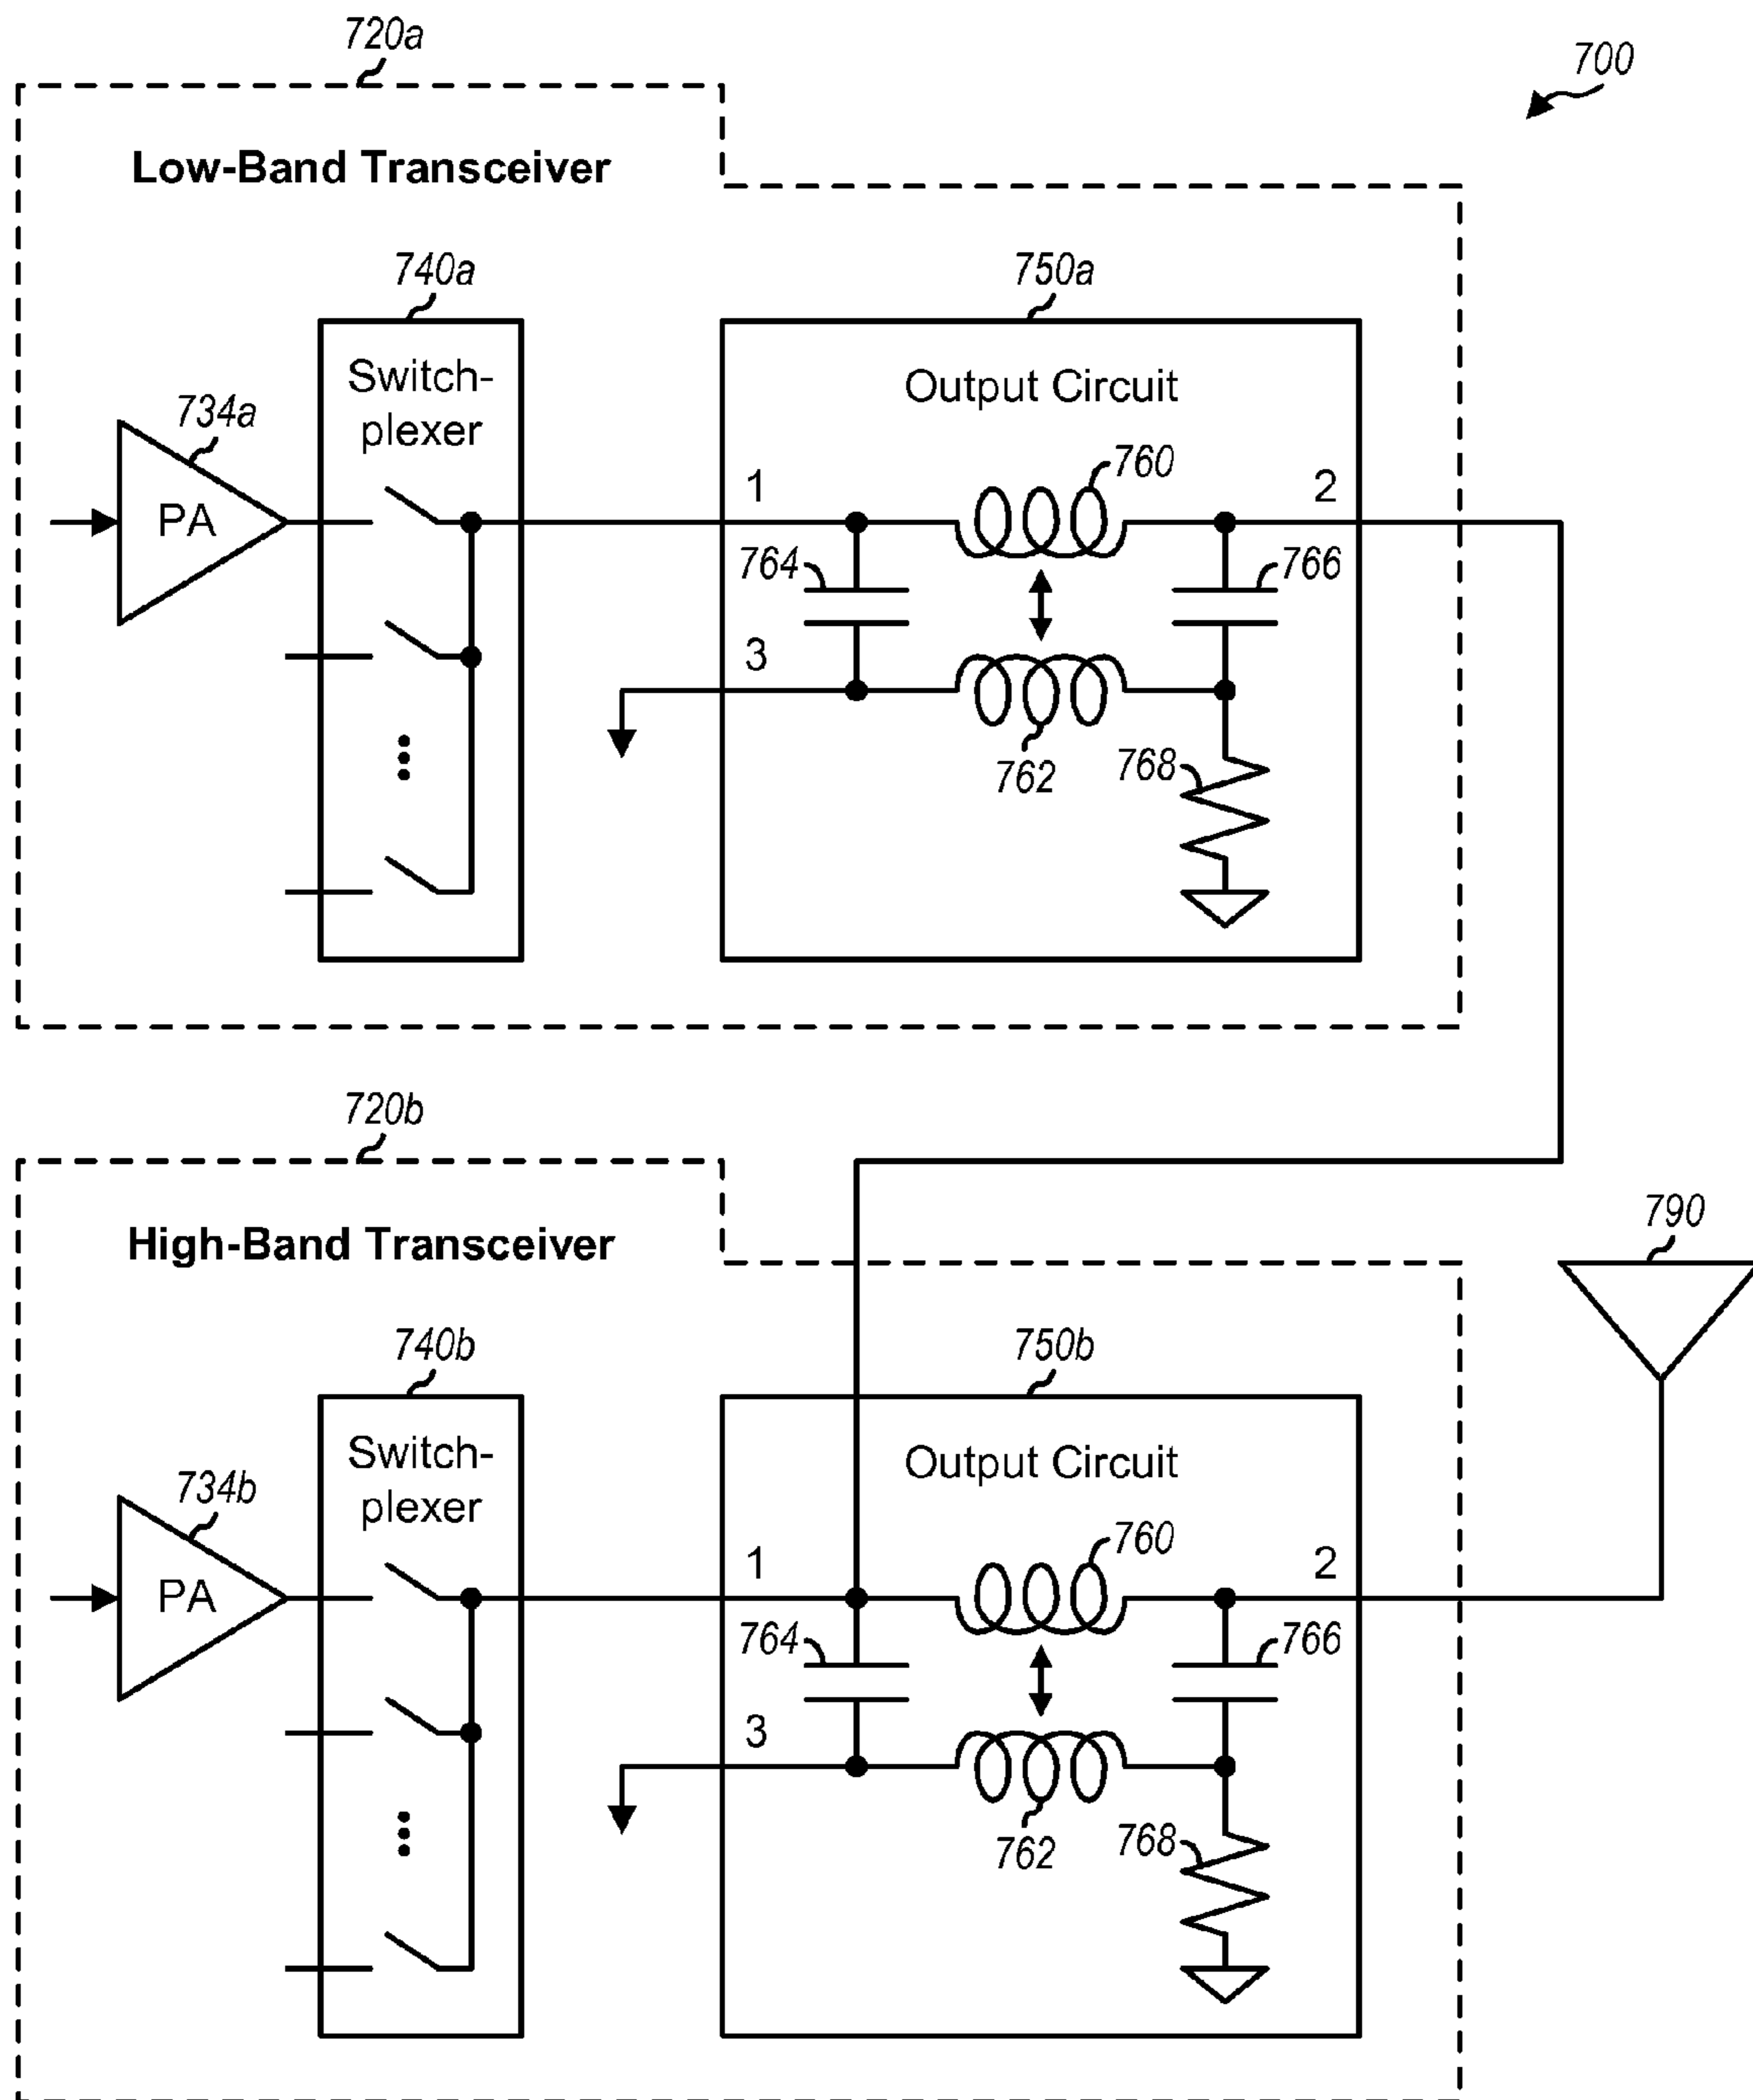 720a
700
Low-Band Transceiver
740a
750a
Switch-
plexer
Output Circuit
734a
PA
1
760
2
764
766
3
762
768
720b
High-Band Transceiver
790
740b
750b
Switch-
plexer
Output Circuit
734b
PA
1
760
2
764
766
3
762
768